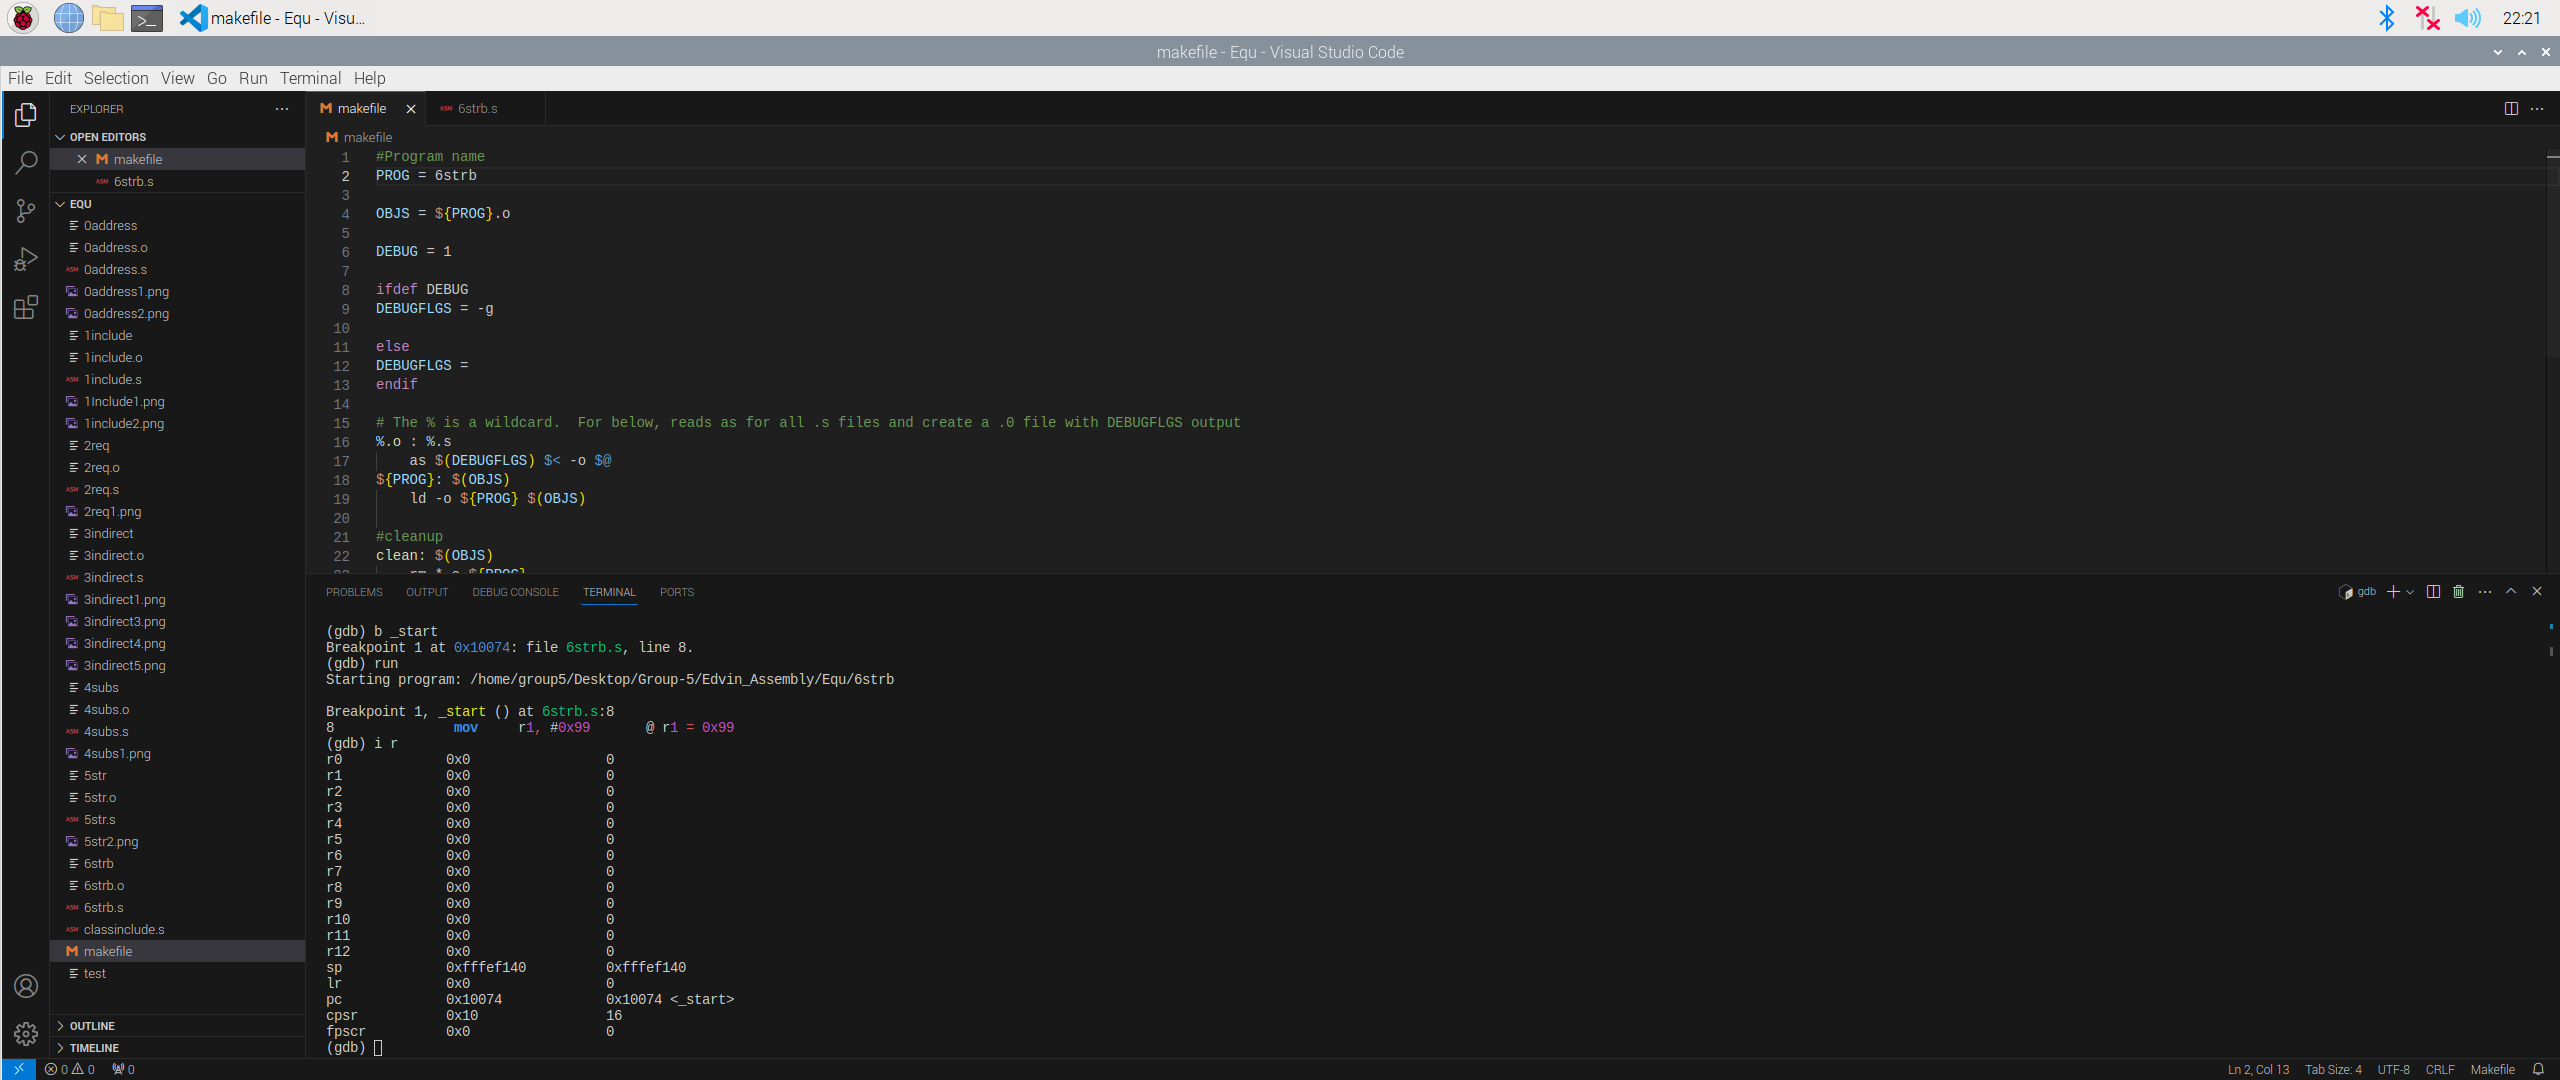 makefile - Equ - Visu...
22:21
makefile - Equ - Visual Studio Code
File Edit Selection View Go Run Terminal Help
EXPLORER
OPEN EDITORS
makefile
6strb.s
EQU
0address
0address.o
0address.s
0address1.png
0address2.png
1include
1include.o
1include.s
1Include1.png
1include2.png
2req
2req.o
2req.s
2req1.png
3indirect
3indirect.o
3indirect.s
3indirect1.png
3indirect3.png
3indirect4.png
3indirect5.png
4subs
4subs.o
4subs.s
4subs1.png
5str
5str.o
5str.s
5str2.png
6strb
6strb.o
6strb.s
classinclude.s
makefile
test
OUTLINE
TIMELINE
makefile
6strb.s
makefile
1 #Program name
2 PROG = 6strb
3
4 OBJS = ${PROG}.o
5
6 DEBUG = 1
7
8 ifdef DEBUG
9 DEBUGFLGS = -g
10
11 else
12 DEBUGFLGS =
13 endif
14
15 # The % is a wildcard.  For below, reads as for all .s files and create a .0 file with DEBUGFLGS output
16 %.o : %.s
17 as $(DEBUGFLGS) $< -o $@
18 ${PROG}: $(OBJS)
19 ld -o ${PROG} $(OBJS)
20
21 #cleanup
22 clean: $(OBJS)
PROBLEMS OUTPUT DEBUG CONSOLE TERMINAL PORTS
gdb
(gdb) b _start
Breakpoint 1 at 0x10074: file 6strb.s, line 8.
(gdb) run
Starting program: /home/group5/Desktop/Group-5/Edvin_Assembly/Equ/6strb
Breakpoint 1, _start () at 6strb.s:8
8 mov r1, #0x99 @ r1 = 0x99
(gdb) i r
r0 0x0 0
r1 0x0 0
r2 0x0 0
r3 0x0 0
r4 0x0 0
r5 0x0 0
r6 0x0 0
r7 0x0 0
r8 0x0 0
r9 0x0 0
r10 0x0 0
r11 0x0 0
r12 0x0 0
sp 0xfffef140 0xfffef140
lr 0x0 0
pc 0x10074 0x10074 <_start>
cpsr 0x10 16
fpscr 0x0 0
(gdb)
0 0 0
Ln 2, Col 13 Tab Size: 4 UTF-8 CRLF Makefile